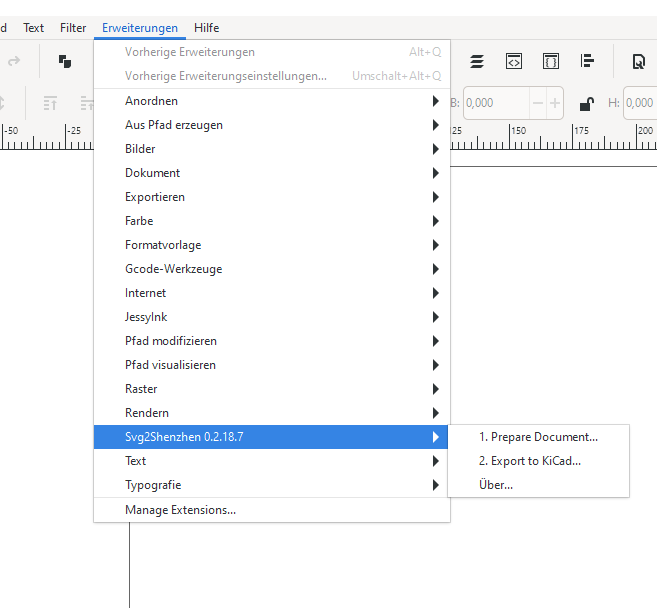 d Text Filter Erweiterungen Hilfe
Vorherige Erweiterungen Alt+Q
Vorherige Erweiterungseinstellungen... Umschalt+Alt+Q
B: 0,000 H: 0,000
-50 -25 25 150 175 200
Anordnen
Aus Pfad erzeugen
Bilder
Dokument
Exportieren
Farbe
Formatvorlage
Gcode-Werkzeuge
Internet
JessyInk
Pfad modifizieren
Pfad visualisieren
Raster
Rendern
Svg2Shenzhen 0.2.18.7
1. Prepare Document...
2. Export to KiCad...
Über...
Text
Typografie
Manage Extensions...